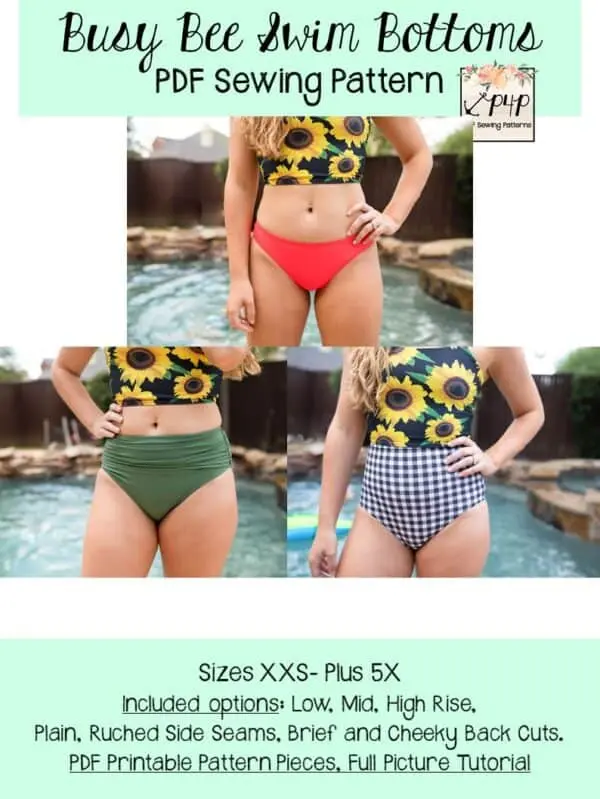 Busy Bee Swim Bottoms
PDF Sewing Pattern
P4P
Sewing Patterns
Sizes XXS- Plus 5X
Included options: Low, Mid, High Rise,
Plain, Ruched Side Seams, Brief and Cheeky Back Cuts.
PDF Printable Pattern Pieces, Full Picture Tutorial